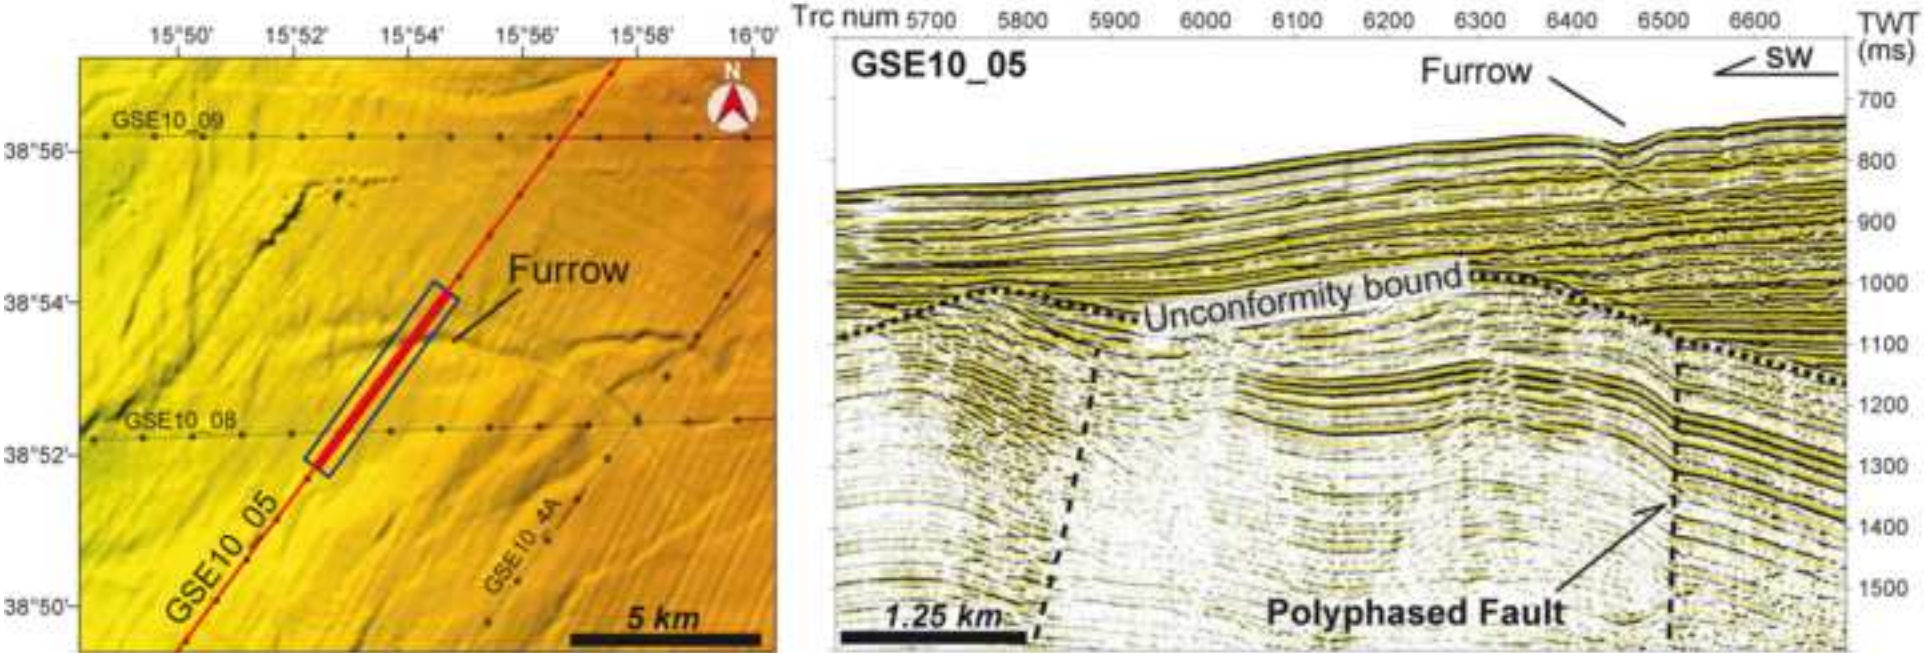 15°50' 15°52' 15°54' 15°56' 15°58' 16°0'
38°56'
38°54'
38°52'
38°50'
N
GSE10_09
Furrow
GSE10_08
GSE10_05
GSE10_4A
5 km
Trc num 5700 5800 5900 6000 6100 6200 6300 6400 6500 6600
TWT
(ms)
GSE10_05
Furrow
SW
700
800
900
1000
1100
1200
1300
1400
1500
Unconformity bound
Polyphased Fault
1.25 km